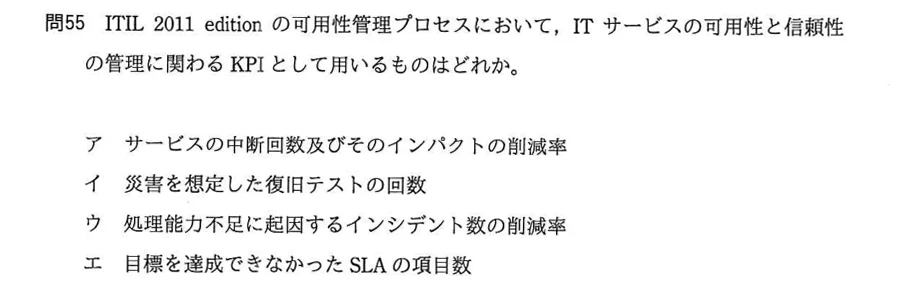 問55 ITIL 2011 edition の可用性管理プロセスにおいて，IT サービスの可用性と信頼性
の管理に関わる KPI として用いるものはどれか。
ア サービスの中断回数及びそのインパクトの削減率
イ 災害を想定した復旧テストの回数
ウ 処理能力不足に起因するインシデント数の削減率
エ 目標を達成できなかった SLA の項目数